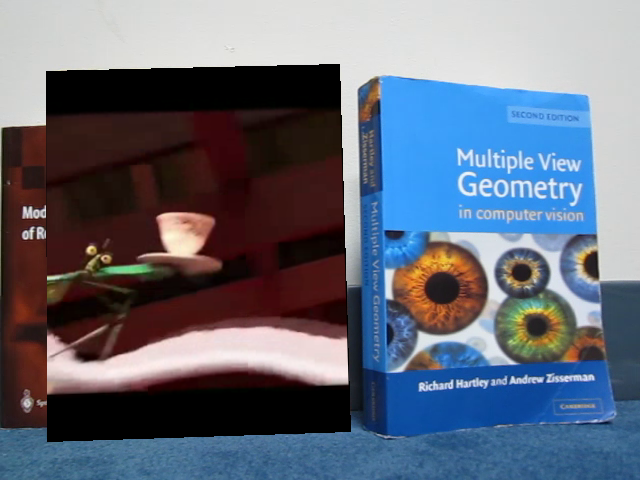 Mod
of R
Sp
SECOND EDITION
Multiple View
Geometry
in computer vision
Hartley and
Zisserman
Multiple View Geometry
Richard Hartley and Andrew Zisserman
CAMBRIDGE